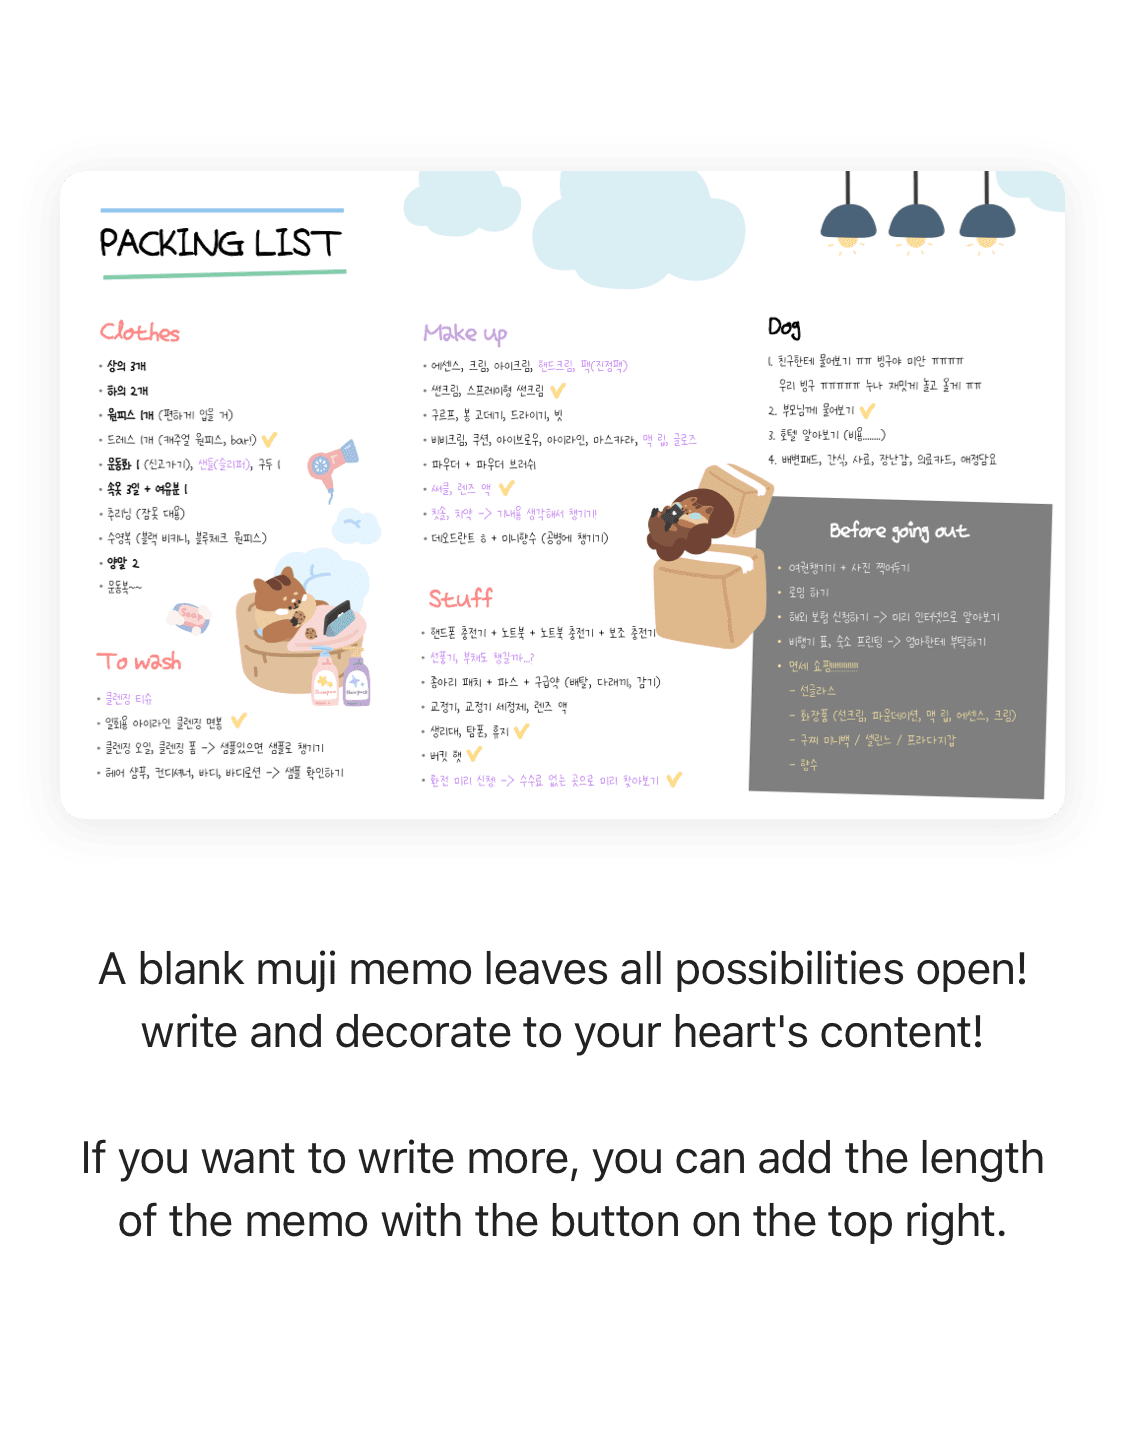 PACKING LIST
Clothes
• 상의 3개
• 하의 2개
• 원피스 1개 (편하게 입을 거)
• 드레스 1개 (캐주얼 원피스, bar!)
• 운동화 1 (신고가기), 샌들(슬리퍼), 구두 1
• 속옷 3일 + 여유분 1
• 추리닝 (잠옷 대용)
• 수영복 (블랙 비키니, 블루체크 원피스)
• 양말 2
• 운동복~~
Soap
To wash
• 클렌징 티슈
• 일회용 아이라인 클렌징 면봉
• 클렌징 오일, 클렌징 폼 -> 샘플있으면 샘플로 챙기기
• 헤어 샴푸, 컨디셔너, 바디, 바디로션 -> 샘플 확인하기
Make up
• 에센스, 크림, 아이크림, 핸드크림, 팩(진정팩)
• 썬크림, 스프레이형 썬크림
• 구르프, 봉 고데기, 드라이기, 빗
• 비비크림, 쿠션, 아이브로우, 아이라인, 마스카라, 맥 립, 글로즈
• 파우더 + 파우더 브러쉬
• 써클, 렌즈 액
• 칫솔, 치약 -> 기내용 생각해서 챙기기!
• 데오드란트 ㅎ + 미니향수 (공병에 챙기기)
Stuff
• 핸드폰 충전기 + 노트북 + 노트북 충전기 + 보조 충전기
• 선풍기, 부채도 챙길까...?
• 종아리 패치 + 파스 + 구급약 (배탈, 다래끼, 감기)
• 교정기, 교정기 세정제, 렌즈 액
• 생리대, 탐폰, 휴지
• 버킷 햇
• 환전 미리 신청 -> 수수료 없는 곳으로 미리 찾아보기
Dog
1. 친구한테 물어보기 ㅠㅠ 빙구야 미안 ㅠㅠㅠㅠ
우리 빙구 ㅠㅠㅠㅠㅠ 누나 재밌게 놀고 올게 ㅠㅠ
2. 부모님께 물어보기
3. 호텔 알아보기 (비용........)
4. 배변패드, 간식, 사료, 장난감, 의료카드, 애정담요
Before going out
• 여권챙기기 + 사진 찍어두기
• 로밍 하기
• 해외 보험 신청하기 -> 미리 인터넷으로 알아보기
• 비행기 표, 숙소 프린팅 -> 엄마한테 부탁하기
• 면세 쇼핑!!!!!!!!!!!!!
- 선글라스
- 화장품 (선크림, 파운데이션, 맥 립, 에센스, 크림)
- 구찌 미니백 / 셀린느 / 프라다지갑
- 향수
A blank muji memo leaves all possibilities open!
write and decorate to your heart's content!
If you want to write more, you can add the length
of the memo with the button on the top right.